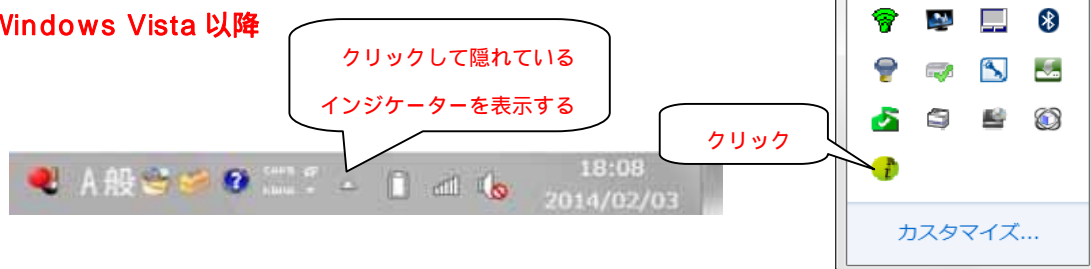 Windows Vista 以降
クリックして隠れている
インジケーターを表示する
クリック
A 般
CAPS
KANA
18:08
2014/02/03
カスタマイズ...